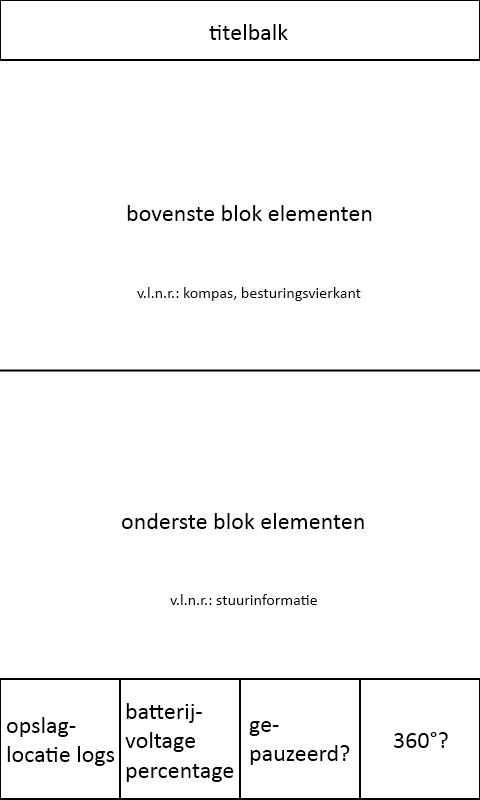 titelbalk
bovenste blok elementen
v.l.n.r.: kompas, besturingsvierkant
onderste blok elementen
v.l.n.r.: stuurinformatie
opslag-
locatie logs
batterij-
voltage
percentage
ge-
pauzeerd?
360°?